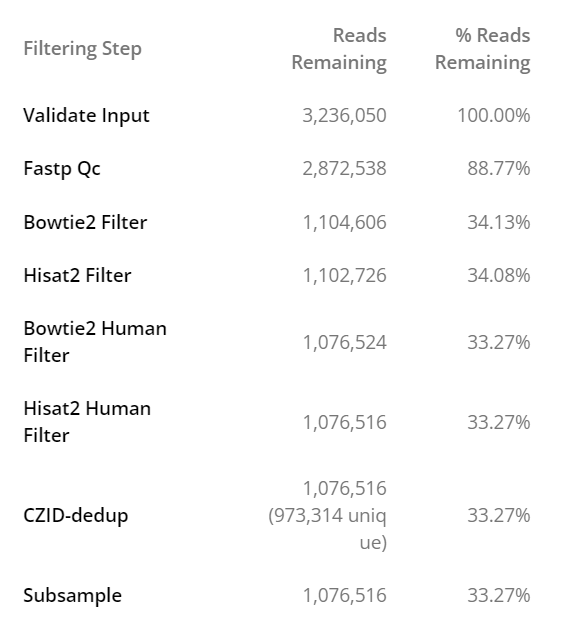 Filtering Step Reads Remaining % Reads Remaining
Validate Input 3,236,050 100.00%
Fastp Qc 2,872,538 88.77%
Bowtie2 Filter 1,104,606 34.13%
Hisat2 Filter 1,102,726 34.08%
Bowtie2 Human Filter 1,076,524 33.27%
Hisat2 Human Filter 1,076,516 33.27%
CZID-dedup 1,076,516 (973,314 unique) 33.27%
Subsample 1,076,516 33.27%